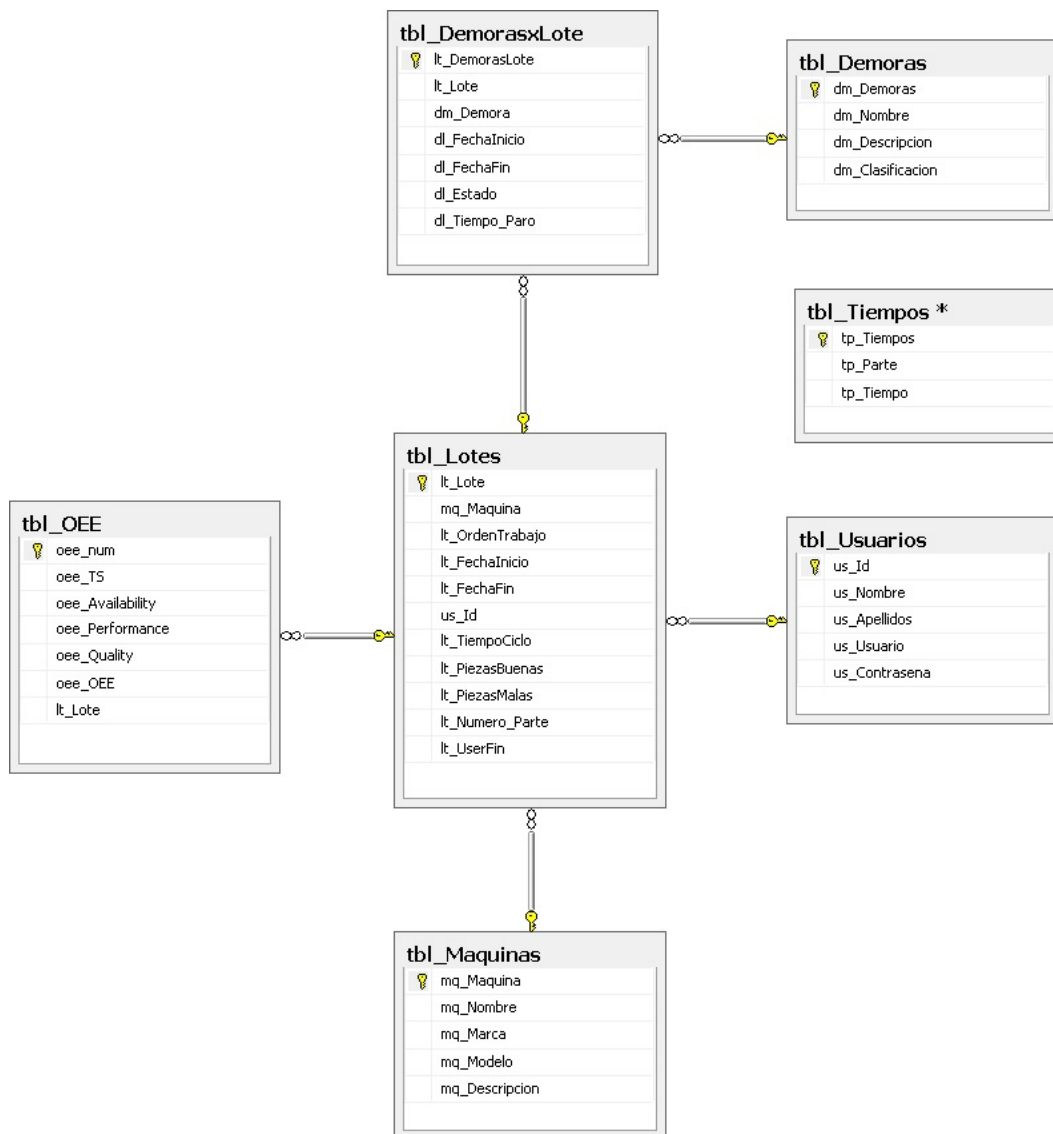 tbl_DemorasxLote
lt_DemorasLote
lt_Lote
dm_Demora
dl_FechaInicio
dl_FechaFin
dl_Estado
dl_Tiempo_Paro
tbl_Demoras
dm_Demoras
dm_Nombre
dm_Descripcion
dm_Clasificacion
tbl_Tiempos *
tp_Tiempos
tp_Parte
tp_Tiempo
tbl_Lotes
lt_Lote
mq_Maquina
lt_OrdenTrabajo
lt_FechaInicio
lt_FechaFin
us_Id
lt_TiempoCiclo
lt_PiezasBuenas
lt_PiezasMalas
lt_Numero_Parte
lt_UserFin
tbl_OEE
oee_num
oee_TS
oee_Availability
oee_Performance
oee_Quality
oee_OEE
lt_Lote
tbl_Usuarios
us_Id
us_Nombre
us_Apellidos
us_Usuario
us_Contrasena
tbl_Maquinas
mq_Maquina
mq_Nombre
mq_Marca
mq_Modelo
mq_Descripcion